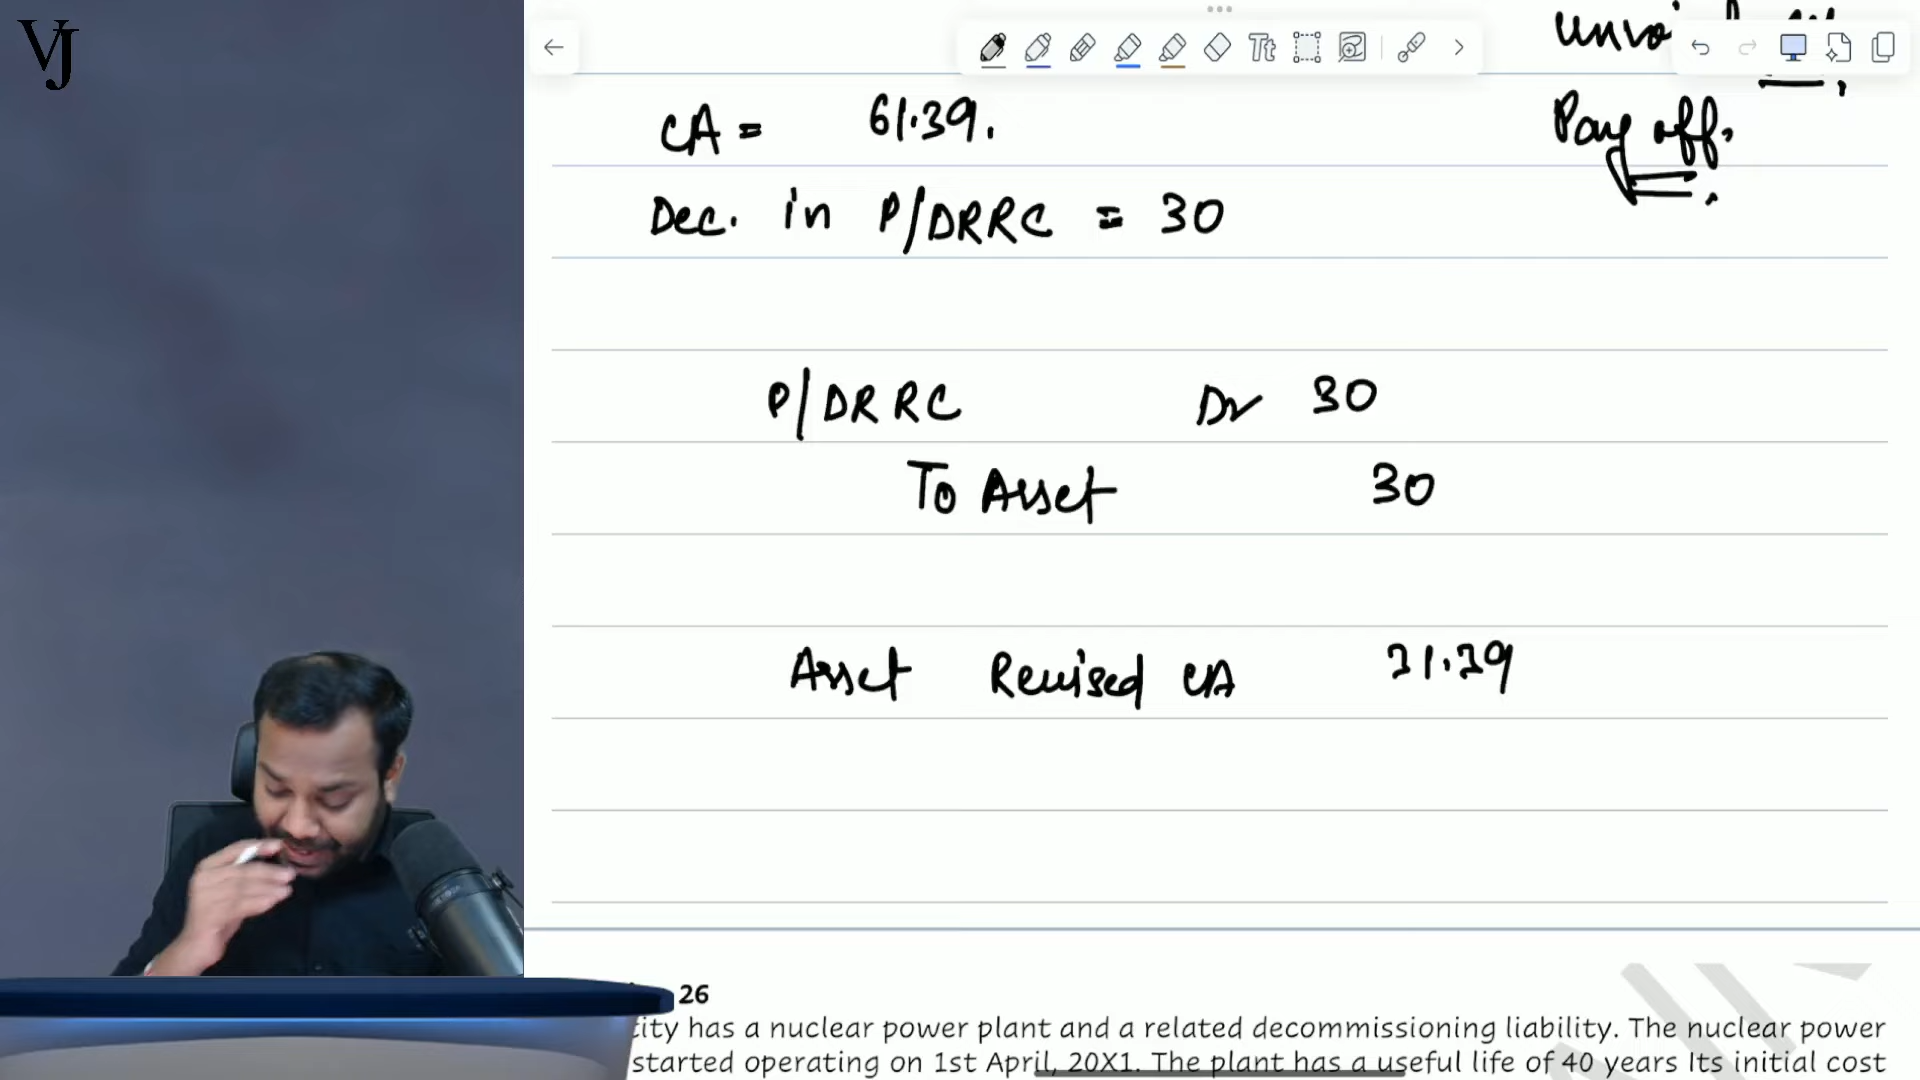 VJ
CA = 61.39.
Pay off.
Dec. in P/DRRC = 30
P/DRRC Dr 30
To Asset 30
Asset Revised CA 31.39
26
city has a nuclear power plant and a related decommissioning liability. The nuclear power
started operating on 1st April, 20X1. The plant has a useful life of 40 years Its initial cost